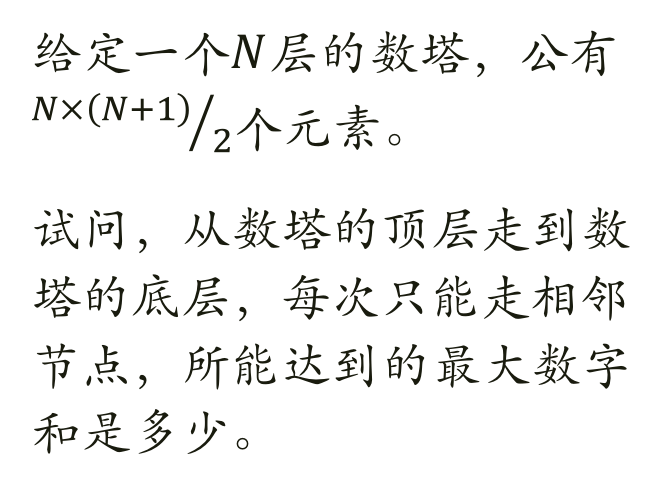 给定一个N层的数塔，公有
N×(N+1)/2个元素。
试问，从数塔的顶层走到数
塔的底层，每次只能走相邻
节点，所能达到的最大数字
和是多少。